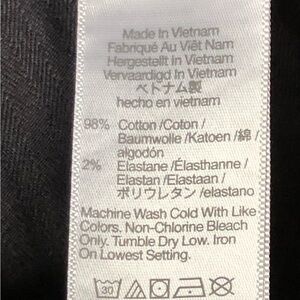 Made In Vietnam
Fabriqué Au Viêt Nam
Hergestellt In Vietnam
Vervaardigd In Vietnam
ベトナム製
hecho en vietnam
98% Cotton /Coton /
Baumwolle /Katoen /綿 /
algodón
2% Elastane /Élasthanne /
Elastan /Elastaan /
ポリウレタン /elastano
Machine Wash Cold With Like
Colors. Non-Chlorine Bleach
Only. Tumble Dry Low. Iron
On Lowest Setting.
30